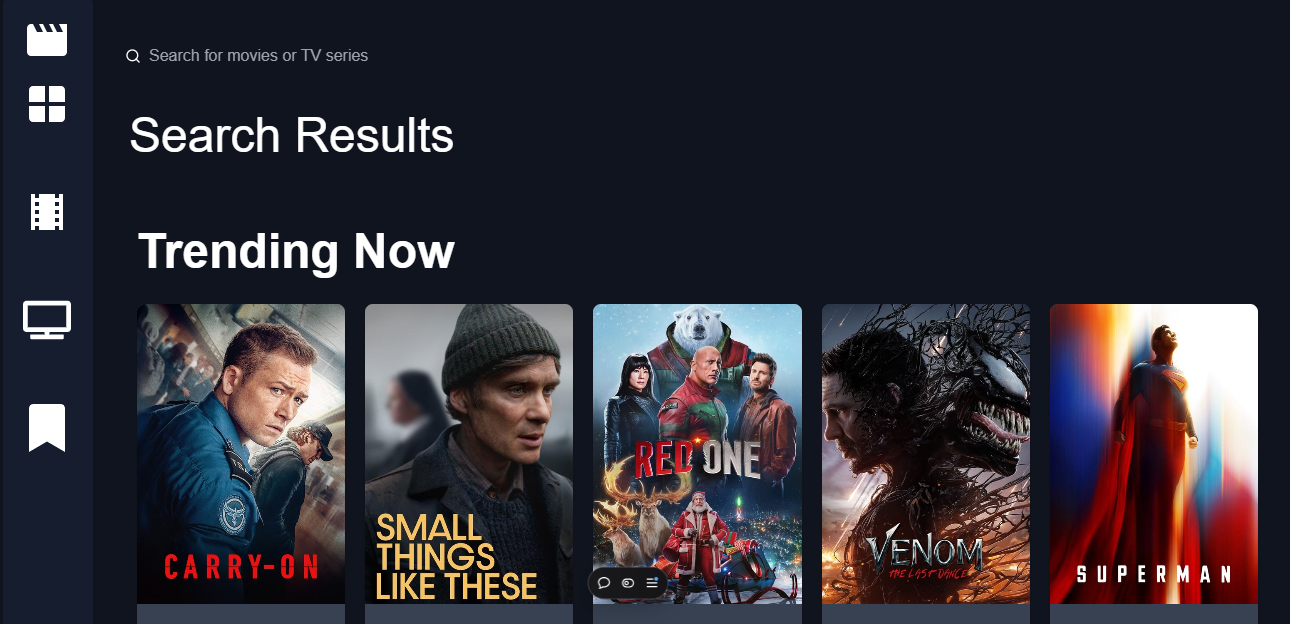 Search for movies or TV series
Search Results
Trending Now
CARRY-ON
SMALL
THINGS
LIKE THESE
RED ONE
VENOM
THE LAST DANCE
SUPERMAN